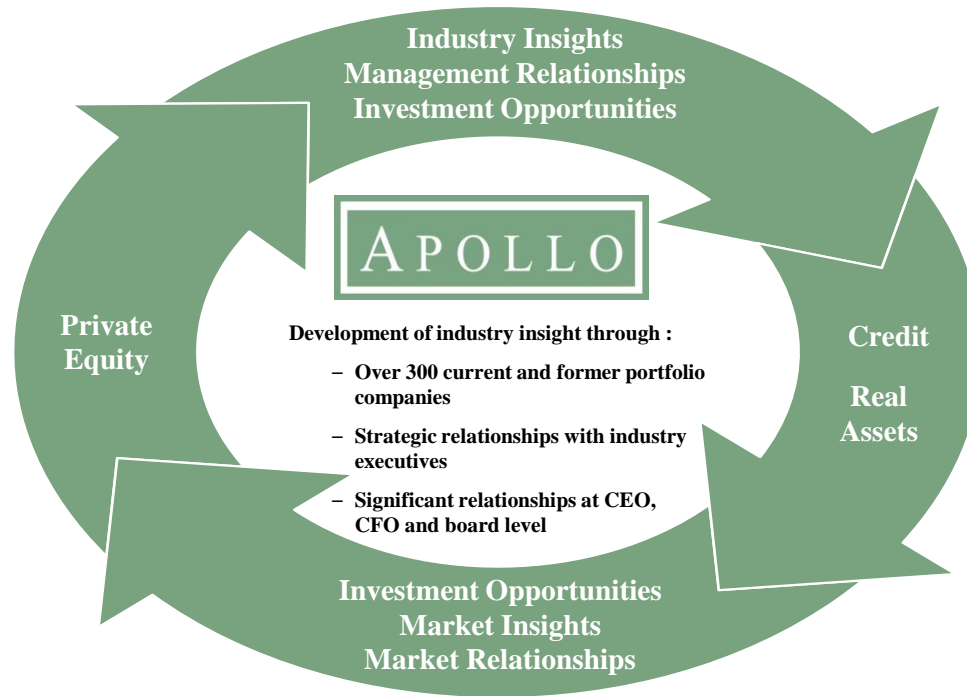 Industry Insights
Management Relationships
Investment Opportunities
APOLLO
Development of industry insight through :
– Over 300 current and former portfolio
companies
– Strategic relationships with industry
executives
– Significant relationships at CEO,
CFO and board level
Private
Equity
Credit
Real
Assets
Investment Opportunities
Market Insights
Market Relationships